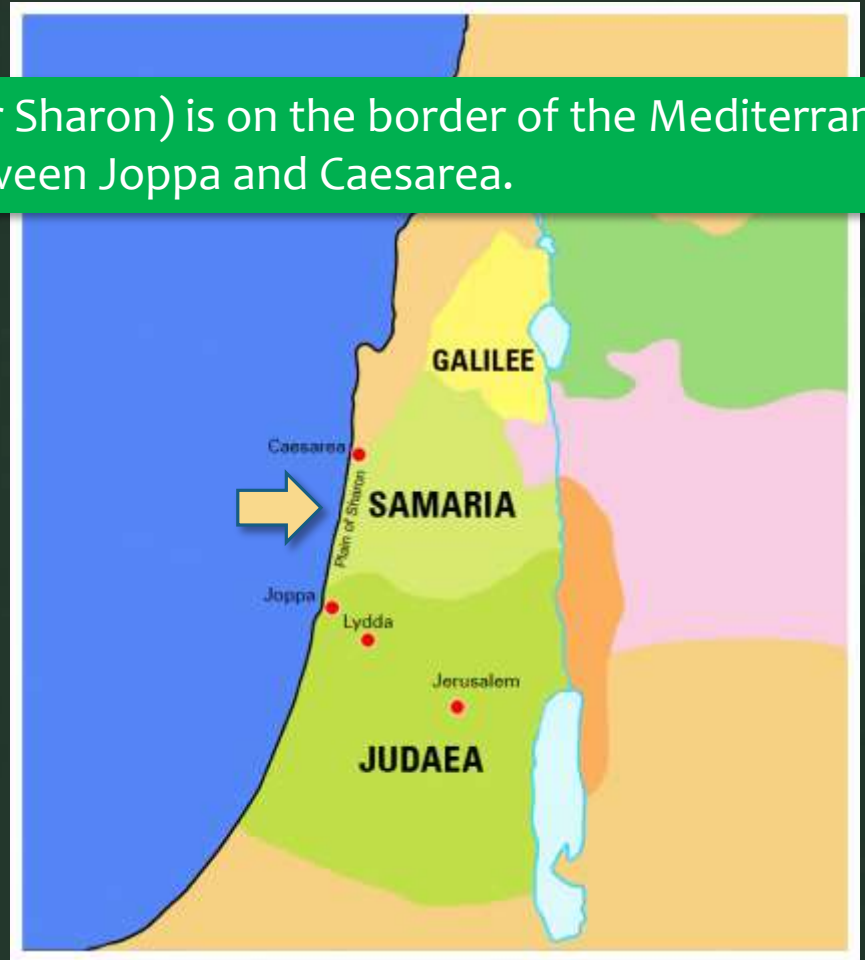 r Sharon) is on the border of the Mediterran
ween Joppa and Caesarea.
GALILEE
Caesarea
Plain of Sharon
SAMARIA
Joppa
Lydda
Jerusalem
JUDAEA